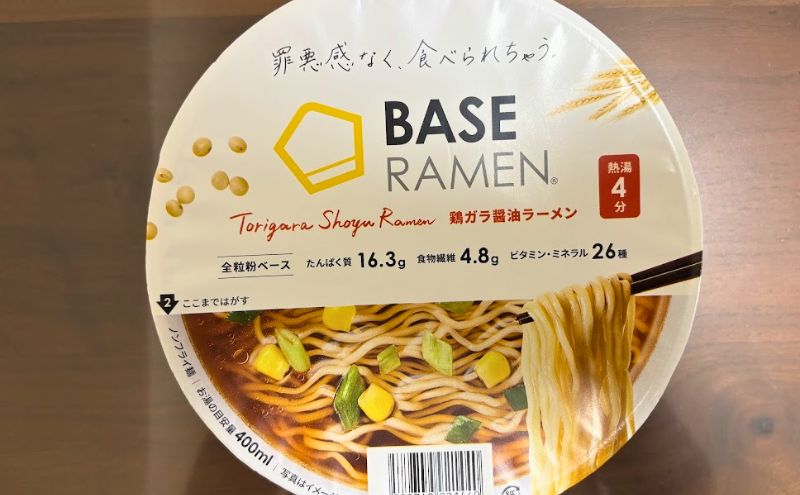 罪悪感なく、食べられちゃう。
BASE
RAMEN®
熱湯
4
分
Torigara Shoyu Ramen 鶏ガラ醤油ラーメン
全粒粉ベース たんぱく質 16.3g 食物繊維 4.8g ビタミン・ミネラル 26種
2 ここまではがす
ノンフライ麺 | お湯の目安量 400ml | 写真はイメー